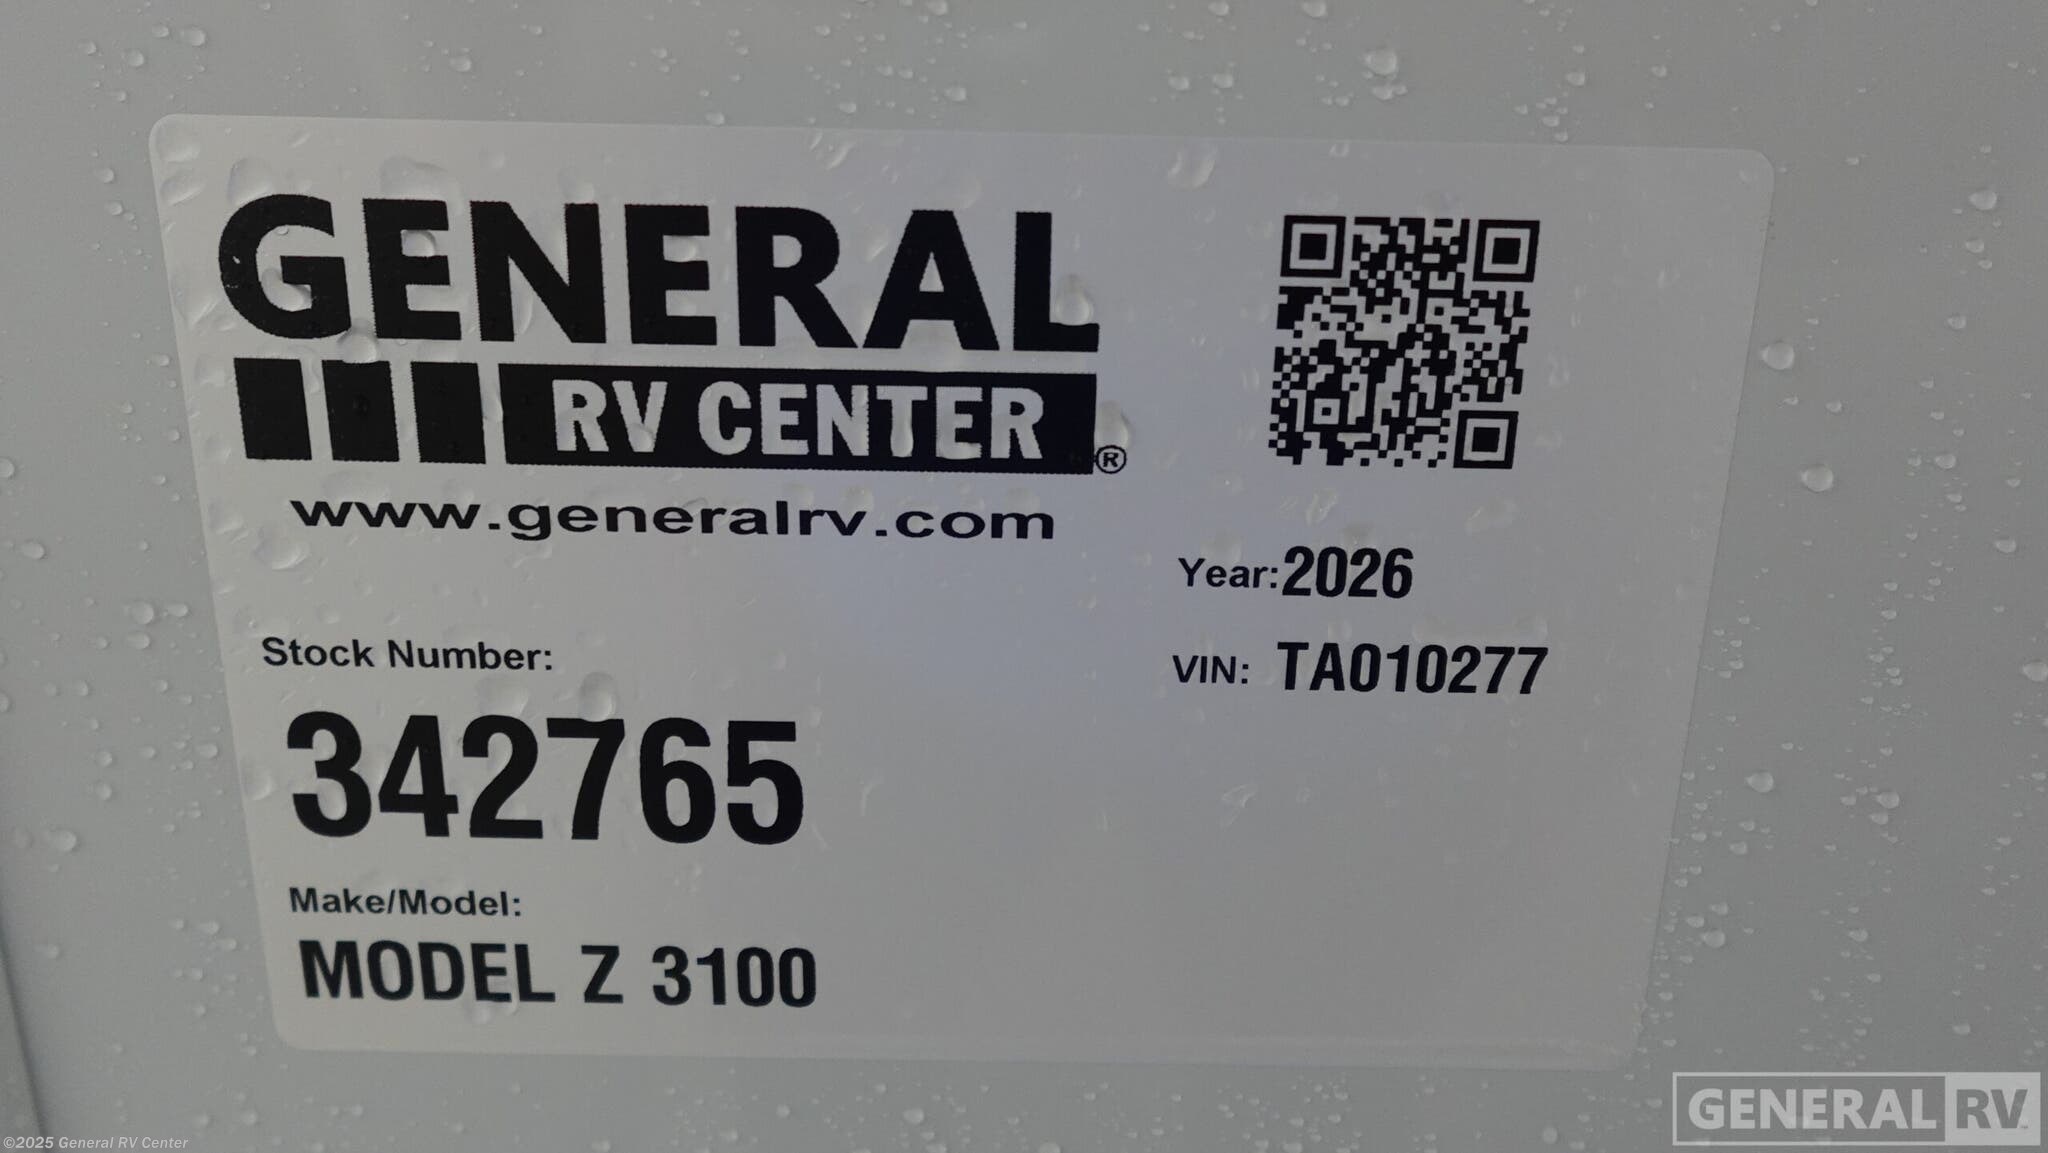 GENERAL
RV CENTER®
www.generalrv.com
Year: 2026
VIN: TA010277
Stock Number:
342765
Make/Model:
MODEL Z 3100
GENERAL RV
©2025 General RV Center